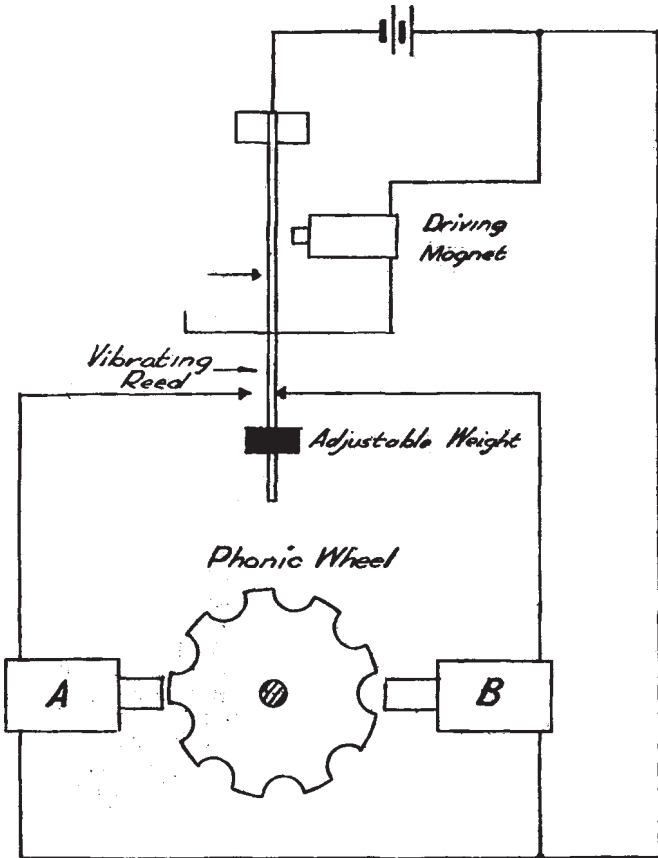 Driving
Magnet
Vibrating
Reed
Adjustable Weight
Phonic Wheel
A
B